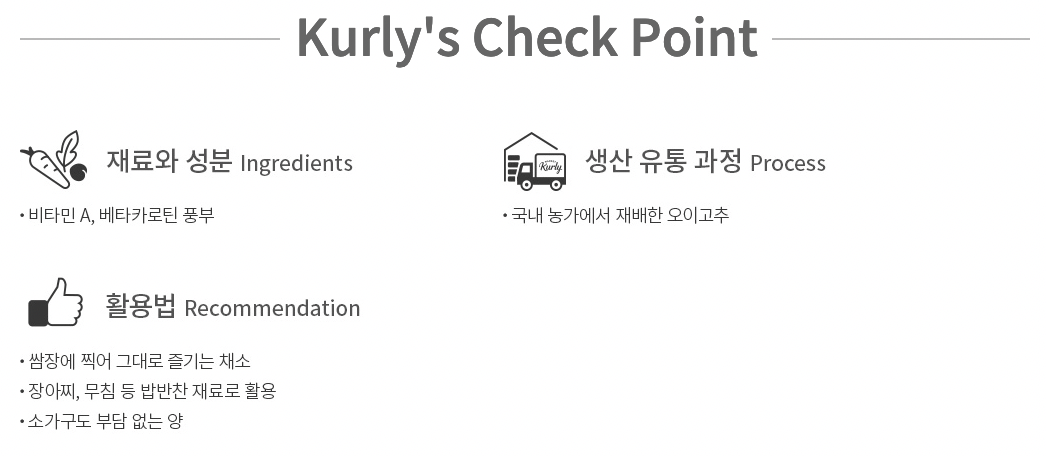 Kurly's Check Point
재료와 성분 Ingredients
• 비타민 A, 베타카로틴 풍부
Kurly
생산 유통 과정 Process
• 국내 농가에서 재배한 오이고추
활용법 Recommendation
• 쌈장에 찍어 그대로 즐기는 채소
• 장아찌, 무침 등 밥반찬 재료로 활용
• 소가구도 부담 없는 양